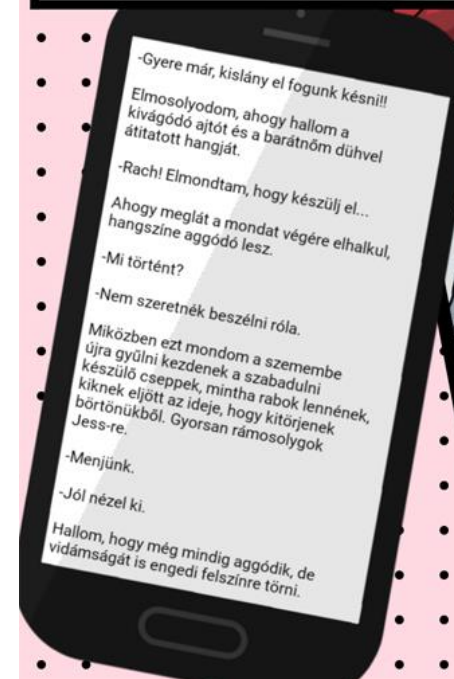 -Gyere már, kislány el fogunk késni!!
Elmosolyodom, ahogy hallom a
kivágódó ajtót és a barátnőm dühvel
átitatott hangját.
-Rach! Elmondtam, hogy készülj el...
Ahogy meglát a mondat végére elhalkul,
hangszíne aggódó lesz.
-Mi történt?
-Nem szeretnék beszélni róla.
Miközben ezt mondom a szemembe
újra gyűlni kezdenek a szabadulni
készülő cseppek, mintha rabok lennének,
kiknek eljött az ideje, hogy kitörjenek
börtönükből. Gyorsan rámosolygok
Jess-re.
-Menjünk.
-Jól nézel ki.
Hallom, hogy még mindig aggódik, de
vidámságát is engedi felszínre törni.